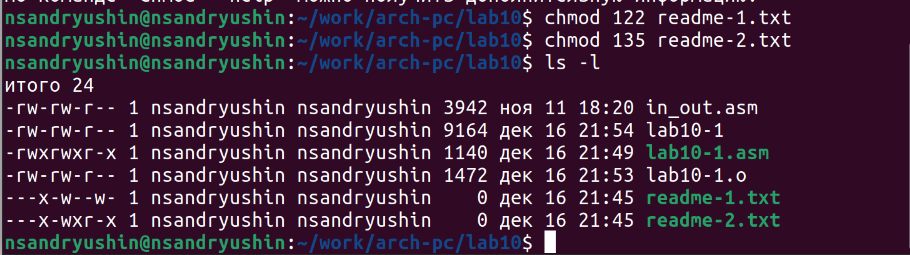 nsandryushin@nsandryushin:~/work/arch-pc/lab10$ chmod 122 readme-1.txt
nsandryushin@nsandryushin:~/work/arch-pc/lab10$ chmod 135 readme-2.txt
nsandryushin@nsandryushin:~/work/arch-pc/lab10$ ls -l
итого 24
-rw-rw-r-- 1 nsandryushin nsandryushin 3942 ноя 11 18:20 in_out.asm
-rw-rw-r-- 1 nsandryushin nsandryushin 9164 дек 16 21:54 lab10-1
-rwxrwxr-x 1 nsandryushin nsandryushin 1140 дек 16 21:49 lab10-1.asm
-rw-rw-r-- 1 nsandryushin nsandryushin 1472 дек 16 21:53 lab10-1.o
---x-w--w- 1 nsandryushin nsandryushin    0 дек 16 21:45 readme-1.txt
---x-wxr-x 1 nsandryushin nsandryushin    0 дек 16 21:45 readme-2.txt
nsandryushin@nsandryushin:~/work/arch-pc/lab10$